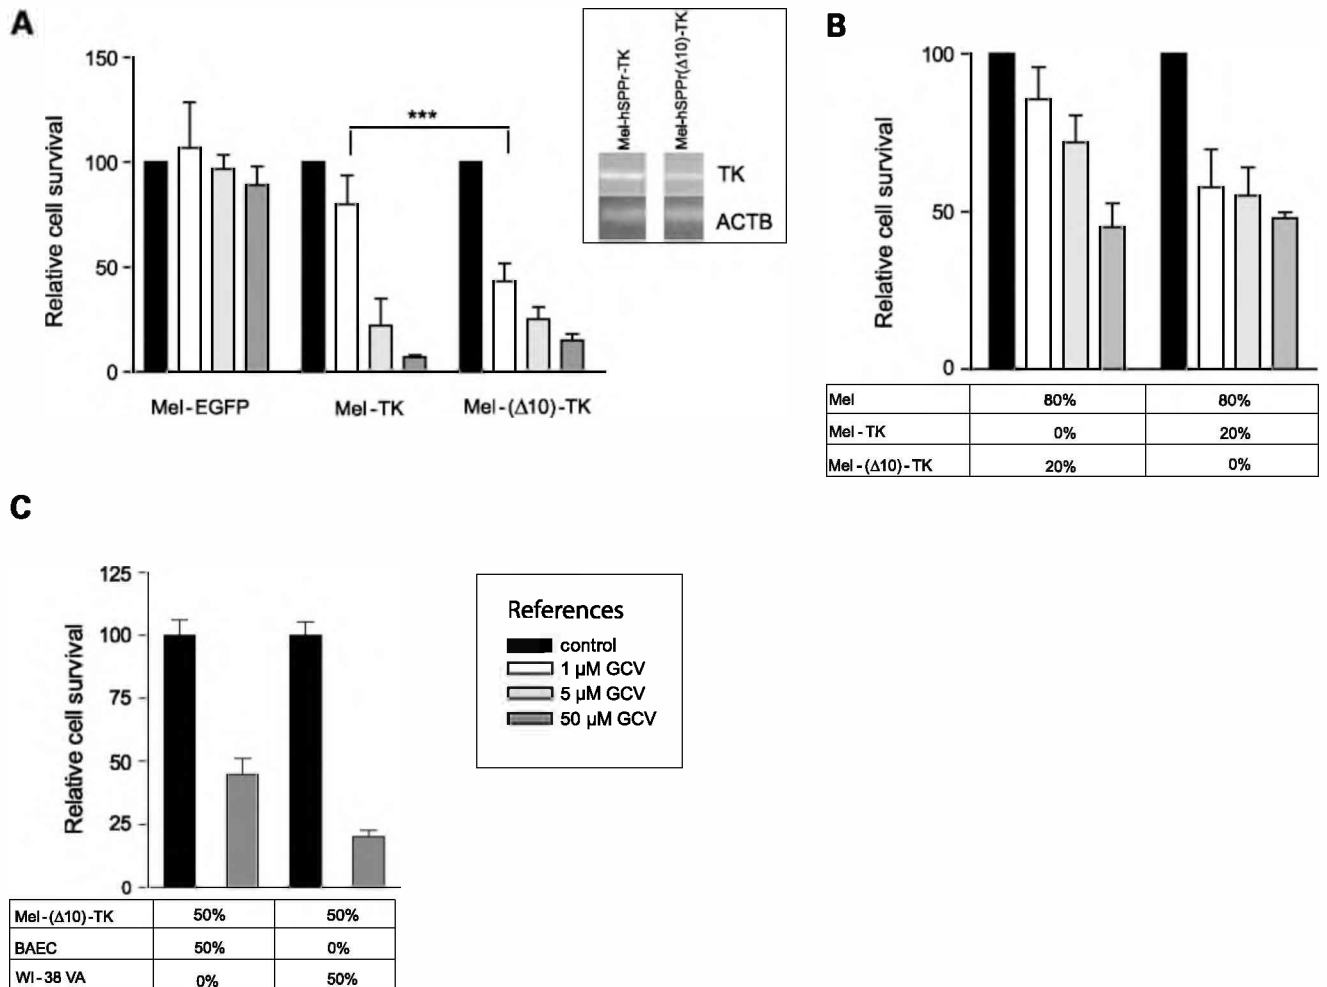 A
150
100
50
0
Relative cell survival
***
Mel-EGFP
Mel-TK
Mel-(Δ10)-TK
Mel-hSPPr-TK
Mel-hSPPr(Δ10)-TK
TK
ACTB
B
100
50
0
Relative cell survival
Mel 80% 80%
Mel-TK 0% 20%
Mel-(Δ10)-TK 20% 0%
C
125
100
75
50
25
0
Relative cell survival
Mel-(Δ10)-TK 50% 50%
BAEC 50% 0%
WI-38 VA 0% 50%
References
control
1 µM GCV
5 µM GCV
50 µM GCV